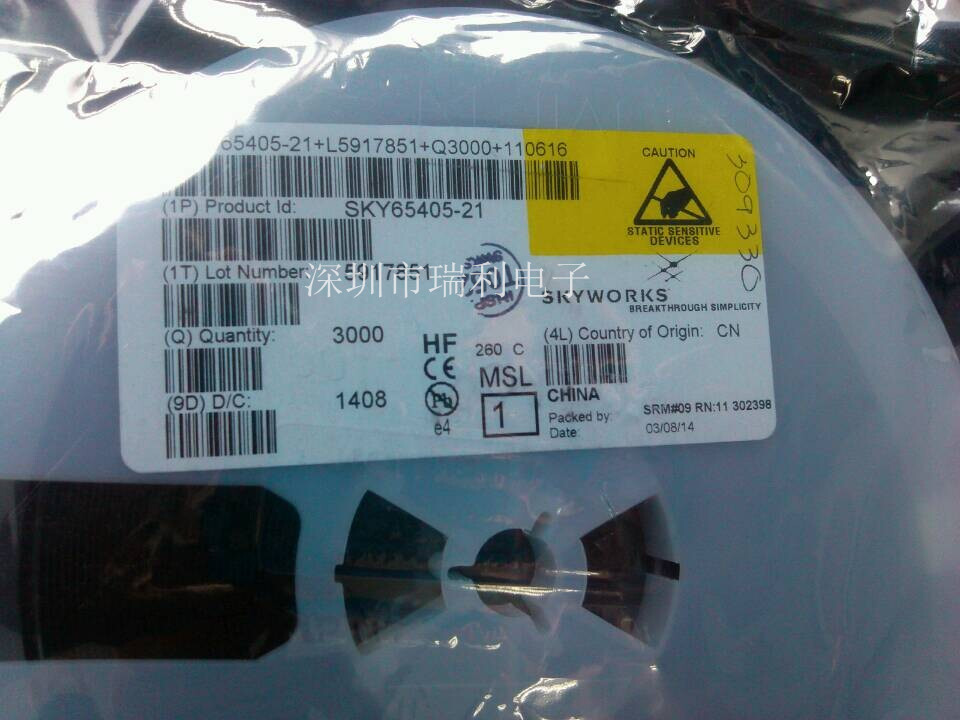 65405-21+L5917851+Q3000+110616
CAUTION
STATIC SENSITIVE
DEVICES
309330
(1P) Product Id: SKY65405-21
(1T) Lot Number: 5917851
深圳市瑞利电子
SKYWORKS
BREAKTHROUGH SIMPLICITY
(Q) Quantity: 3000
HF
260 C
(4L) Country of Origin: CN
MSL
1
Pb
e4
CHINA
(9D) D/C: 1408
Packed by:
SRM#09 RN:11 302398
Date: 03/08/14